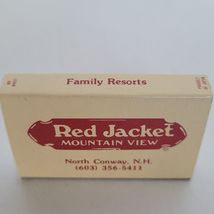 Family Resorts
Red Jacket
MOUNTAIN VIEW
North Conway, N.H.
(603) 356-5411